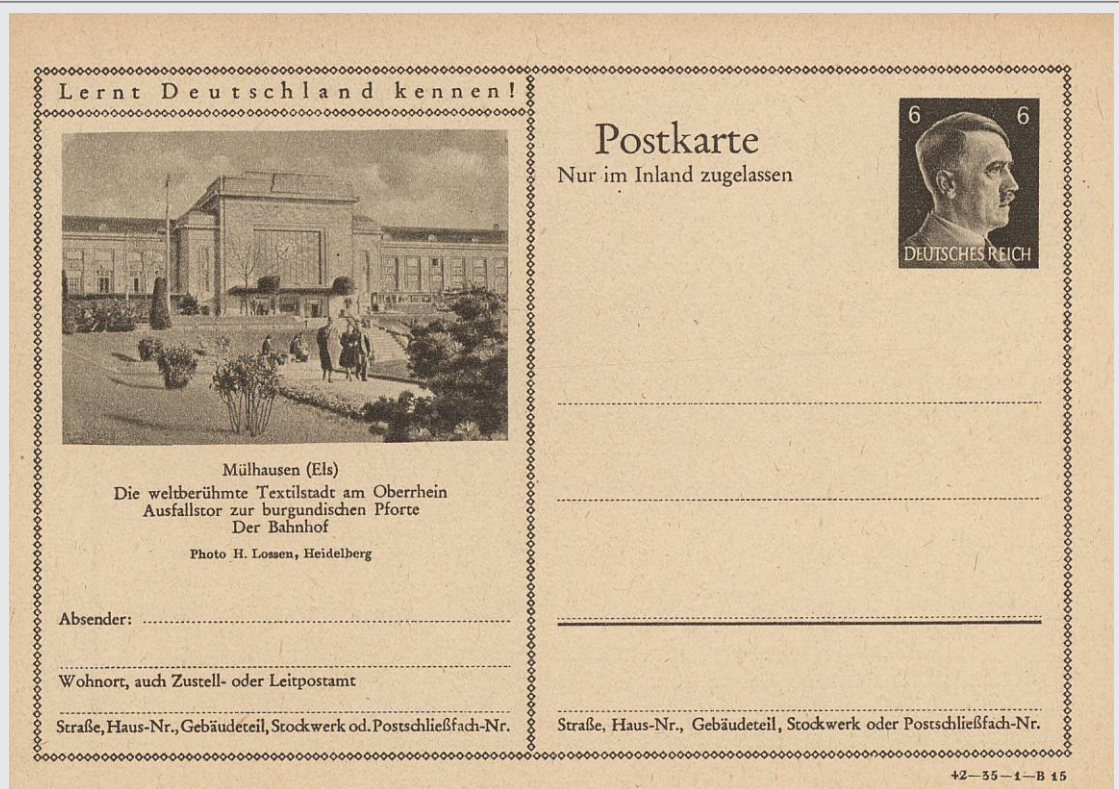 Lernt Deutschland kennen!
Mülhausen (Els)
Die weltberühmte Textilstadt am Oberrhein
Ausfallstor zur burgundischen Pforte
Der Bahnhof
Photo H. Lossen, Heidelberg
Absender:
Wohnort, auch Zustell- oder Leitpostamt
Straße, Haus-Nr., Gebäudeteil, Stockwerk od. Postschließfach-Nr.
Postkarte
Nur im Inland zugelassen
6 6
DEUTSCHES REICH
Straße, Haus-Nr., Gebäudeteil, Stockwerk oder Postschließfach-Nr.
42—35—1—B 15